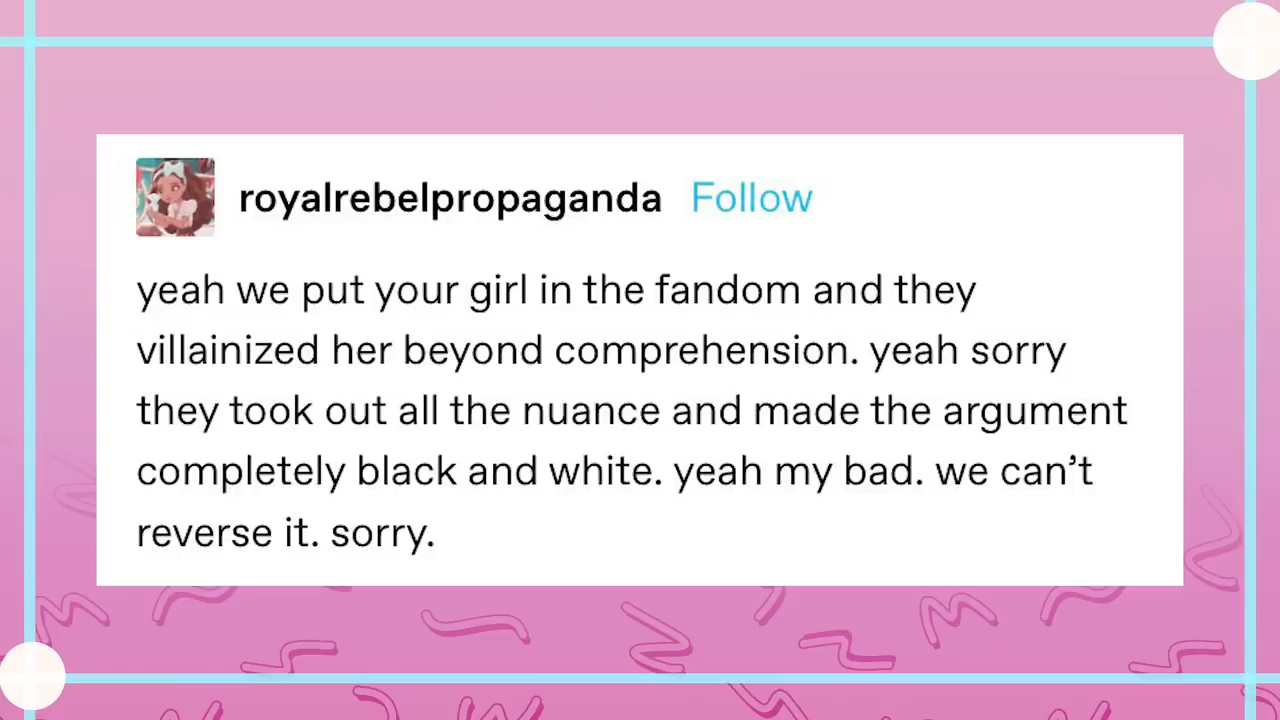 royalrebelpropaganda Follow
yeah we put your girl in the fandom and they
villainized her beyond comprehension. yeah sorry
they took out all the nuance and made the argument
completely black and white. yeah my bad. we can’t
reverse it. sorry.